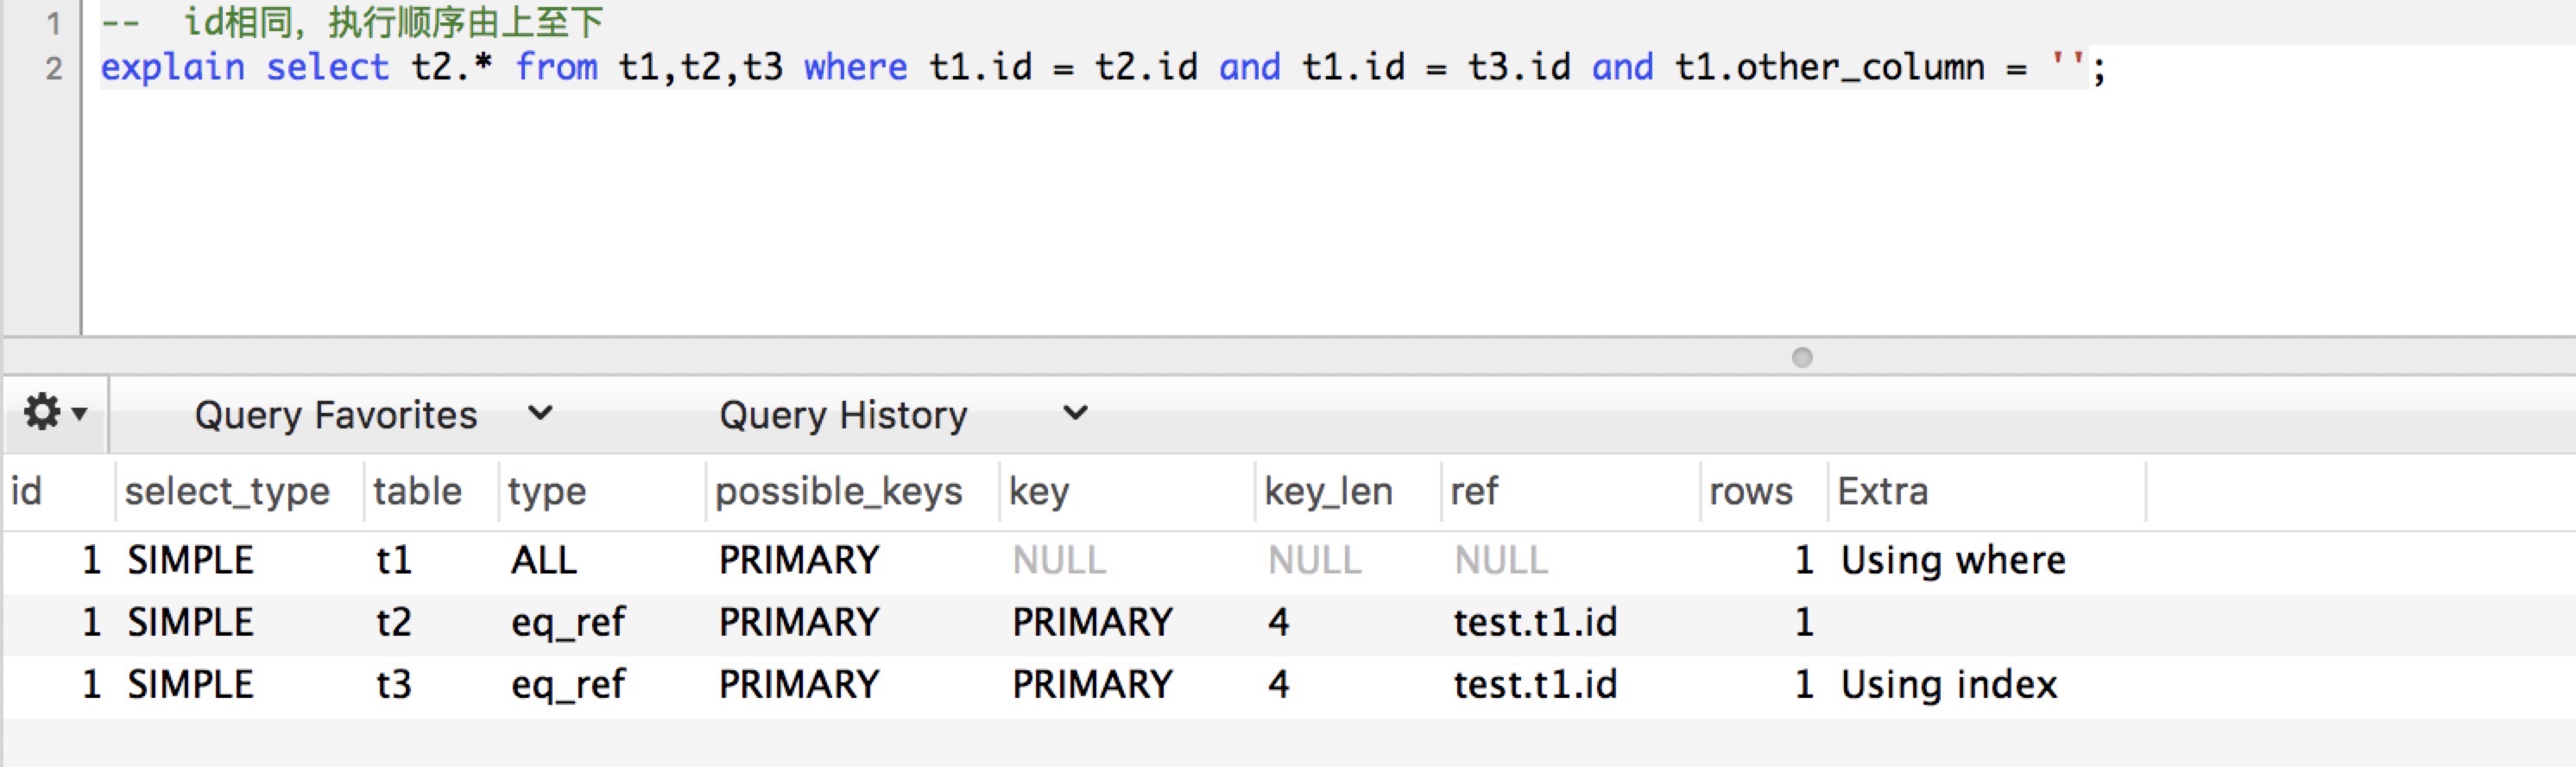 1 --  id相同，执行顺序由上至下
2 explain select t2.* from t1,t2,t3 where t1.id = t2.id and t1.id = t3.id and t1.other_column = '';
Query Favorites Query History
id select_type table type possible_keys key key_len ref rows Extra
1 SIMPLE t1 ALL PRIMARY NULL NULL NULL 1 Using where
1 SIMPLE t2 eq_ref PRIMARY PRIMARY 4 test.t1.id 1
1 SIMPLE t3 eq_ref PRIMARY PRIMARY 4 test.t1.id 1 Using index